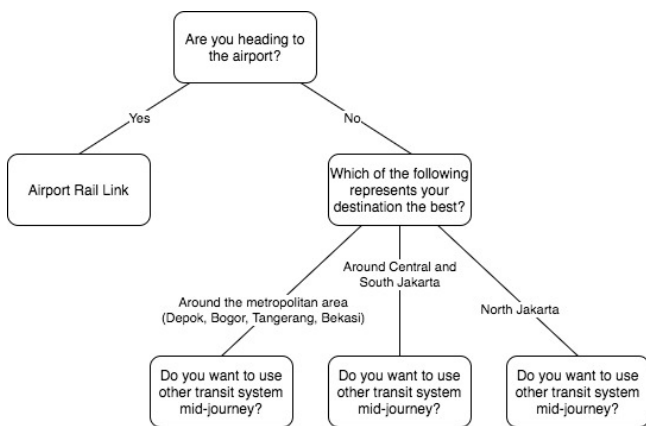 Are you heading to
the airport?
Yes
No
Airport Rail Link
Which of the following
represents your
destination the best?
Around the metropolitan area
(Depok, Bogor, Tangerang, Bekasi)
Around Central and
South Jakarta
North Jakarta
Do you want to use
other transit system
mid-journey?
Do you want to use
other transit system
mid-journey?
Do you want to use
other transit system
mid-journey?